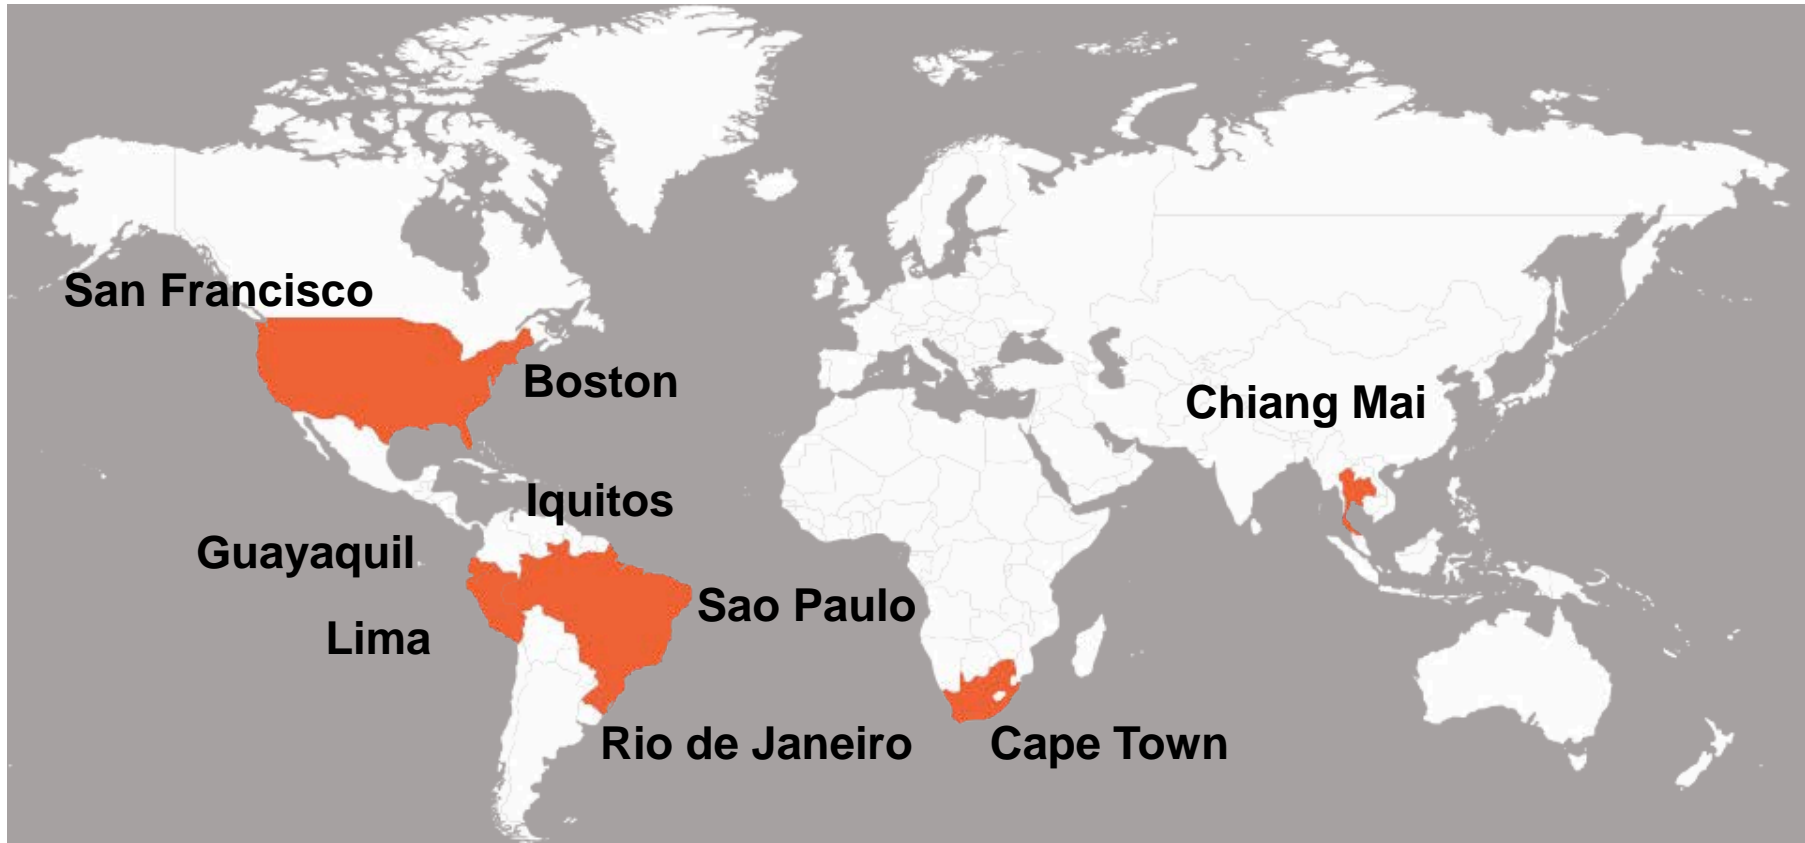 San Francisco
Boston
Chiang Mai
Iquitos
Guayaquil
Sao Paulo
Lima
Rio de Janeiro
Cape Town